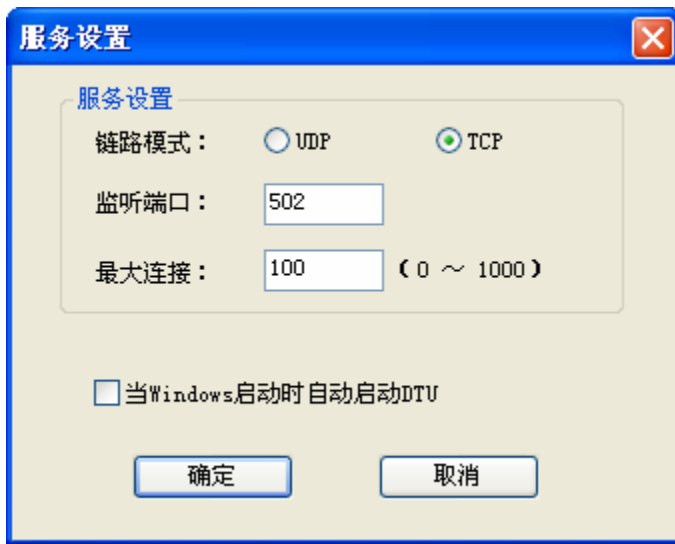 服务设置
服务设置
链路模式： UDP TCP
监听端口： 502
最大连接： 100 (0 ～ 1000)
当Windows启动时自动启动DTU
确定 取消